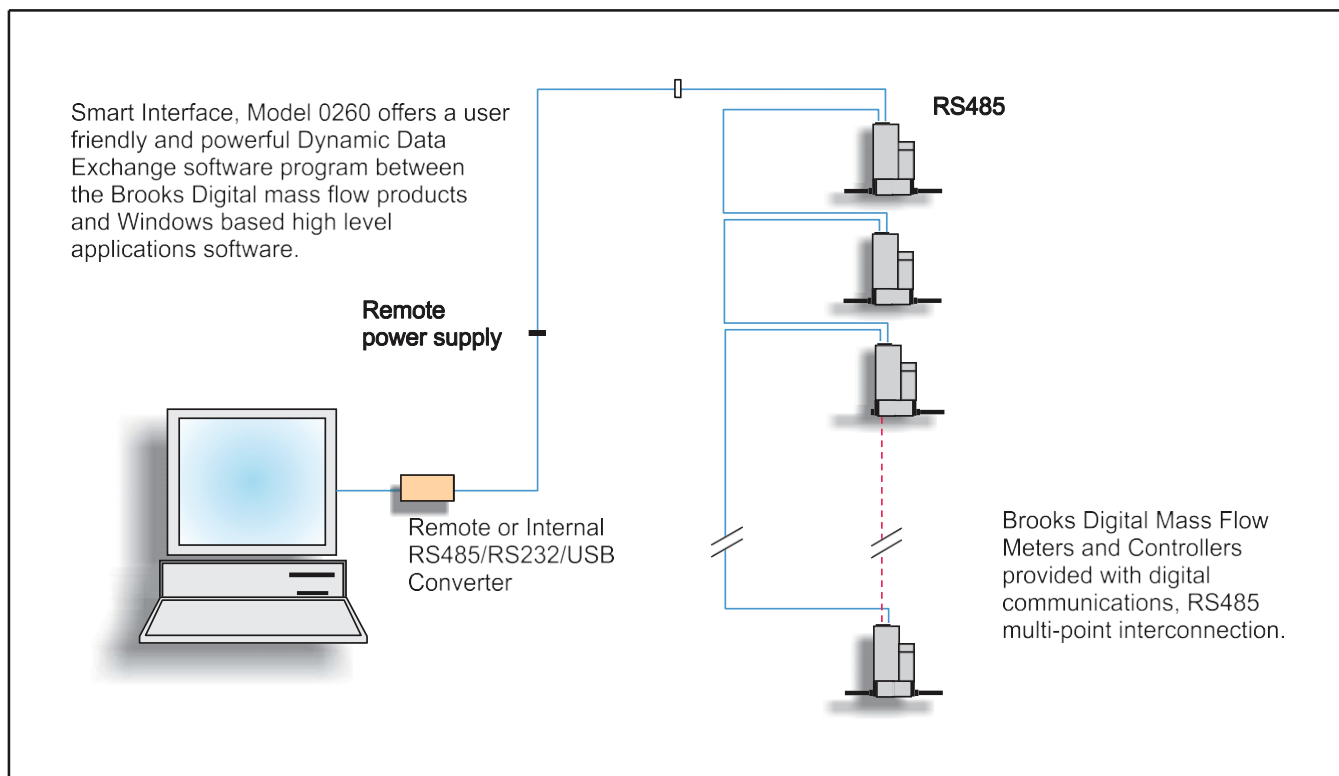 Smart Interface, Model 0260 offers a user
friendly and powerful Dynamic Data
Exchange software program between
the Brooks Digital mass flow products
and Windows based high level
applications software.
RS485
Remote
power supply
Remote or Internal
RS485/RS232/USB
Converter
Brooks Digital Mass Flow
Meters and Controllers
provided with digital
communications, RS485
multi-point interconnection.